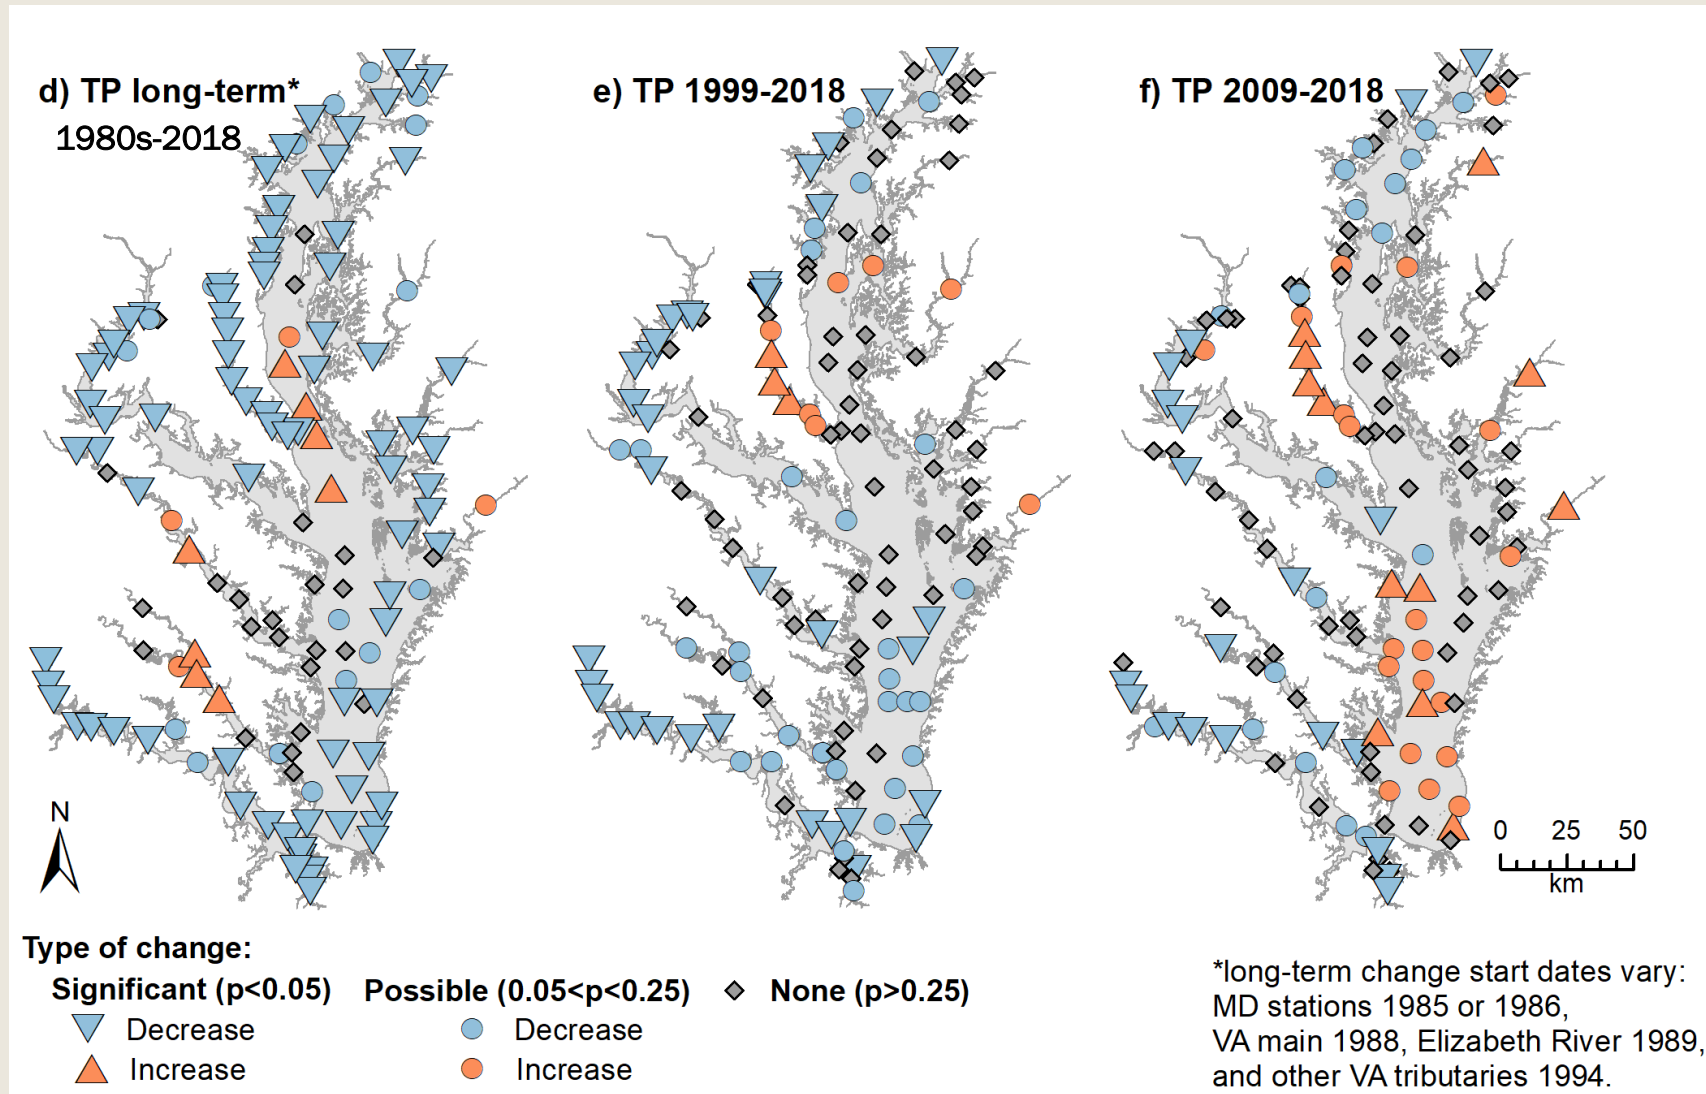 d) TP long-term*
1980s-2018
e) TP 1999-2018
f) TP 2009-2018
N
0 25 50
km
Type of change:
Significant (p<0.05) Possible (0.05<p<0.25) None (p>0.25)
Decrease Decrease
Increase Increase
*long-term change start dates vary:
MD stations 1985 or 1986,
VA main 1988, Elizabeth River 1989,
and other VA tributaries 1994.